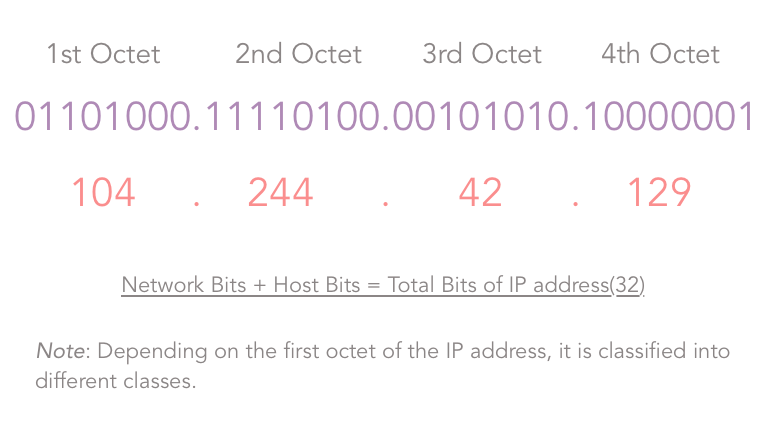 1st Octet 2nd Octet 3rd Octet 4th Octet
01101000.11110100.00101010.10000001
104 . 244 . 42 . 129
Network Bits + Host Bits = Total Bits of IP address(32)
Note: Depending on the first octet of the IP address, it is classified into
different classes.